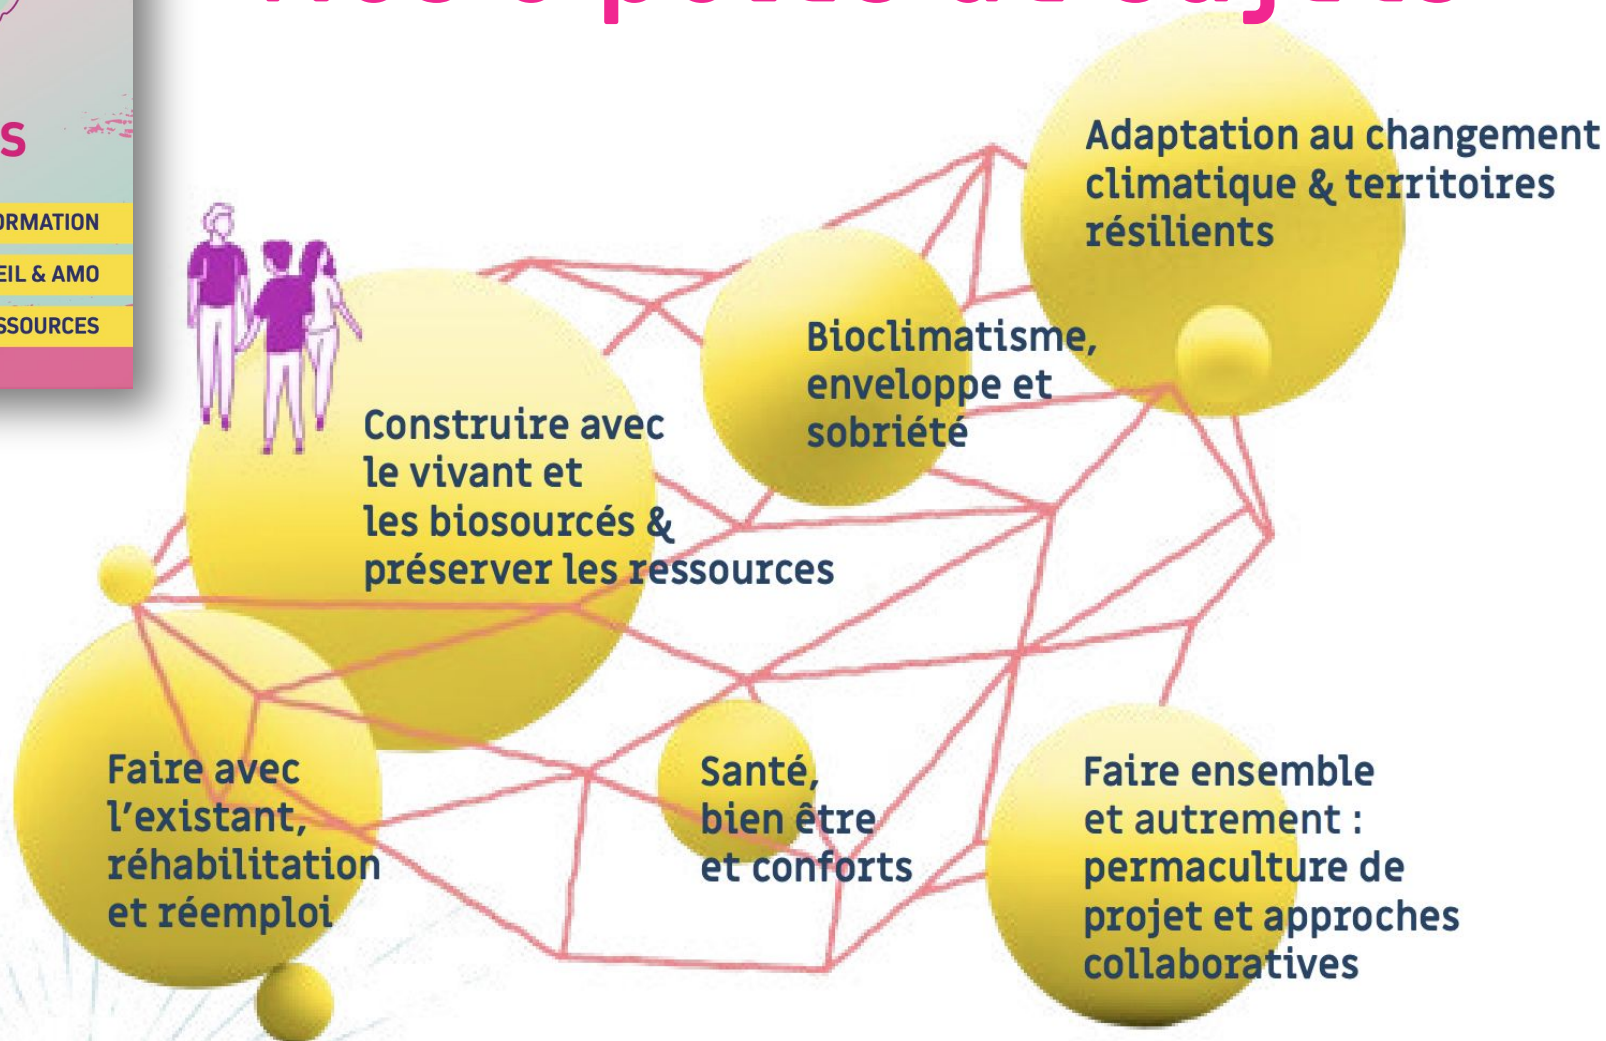 S
ORMATION
EIL & AMO
SSOURCES
Adaptation au changement
climatique & territoires
résilients
Bioclimatisme,
enveloppe et
sobriété
Construire avec
le vivant et
les biosourcés &
préserver les ressources
Faire avec
l'existant,
réhabilitation
et réemploi
Santé,
bien être
et conforts
Faire ensemble
et autrement :
permaculture de
projet et approches
collaboratives